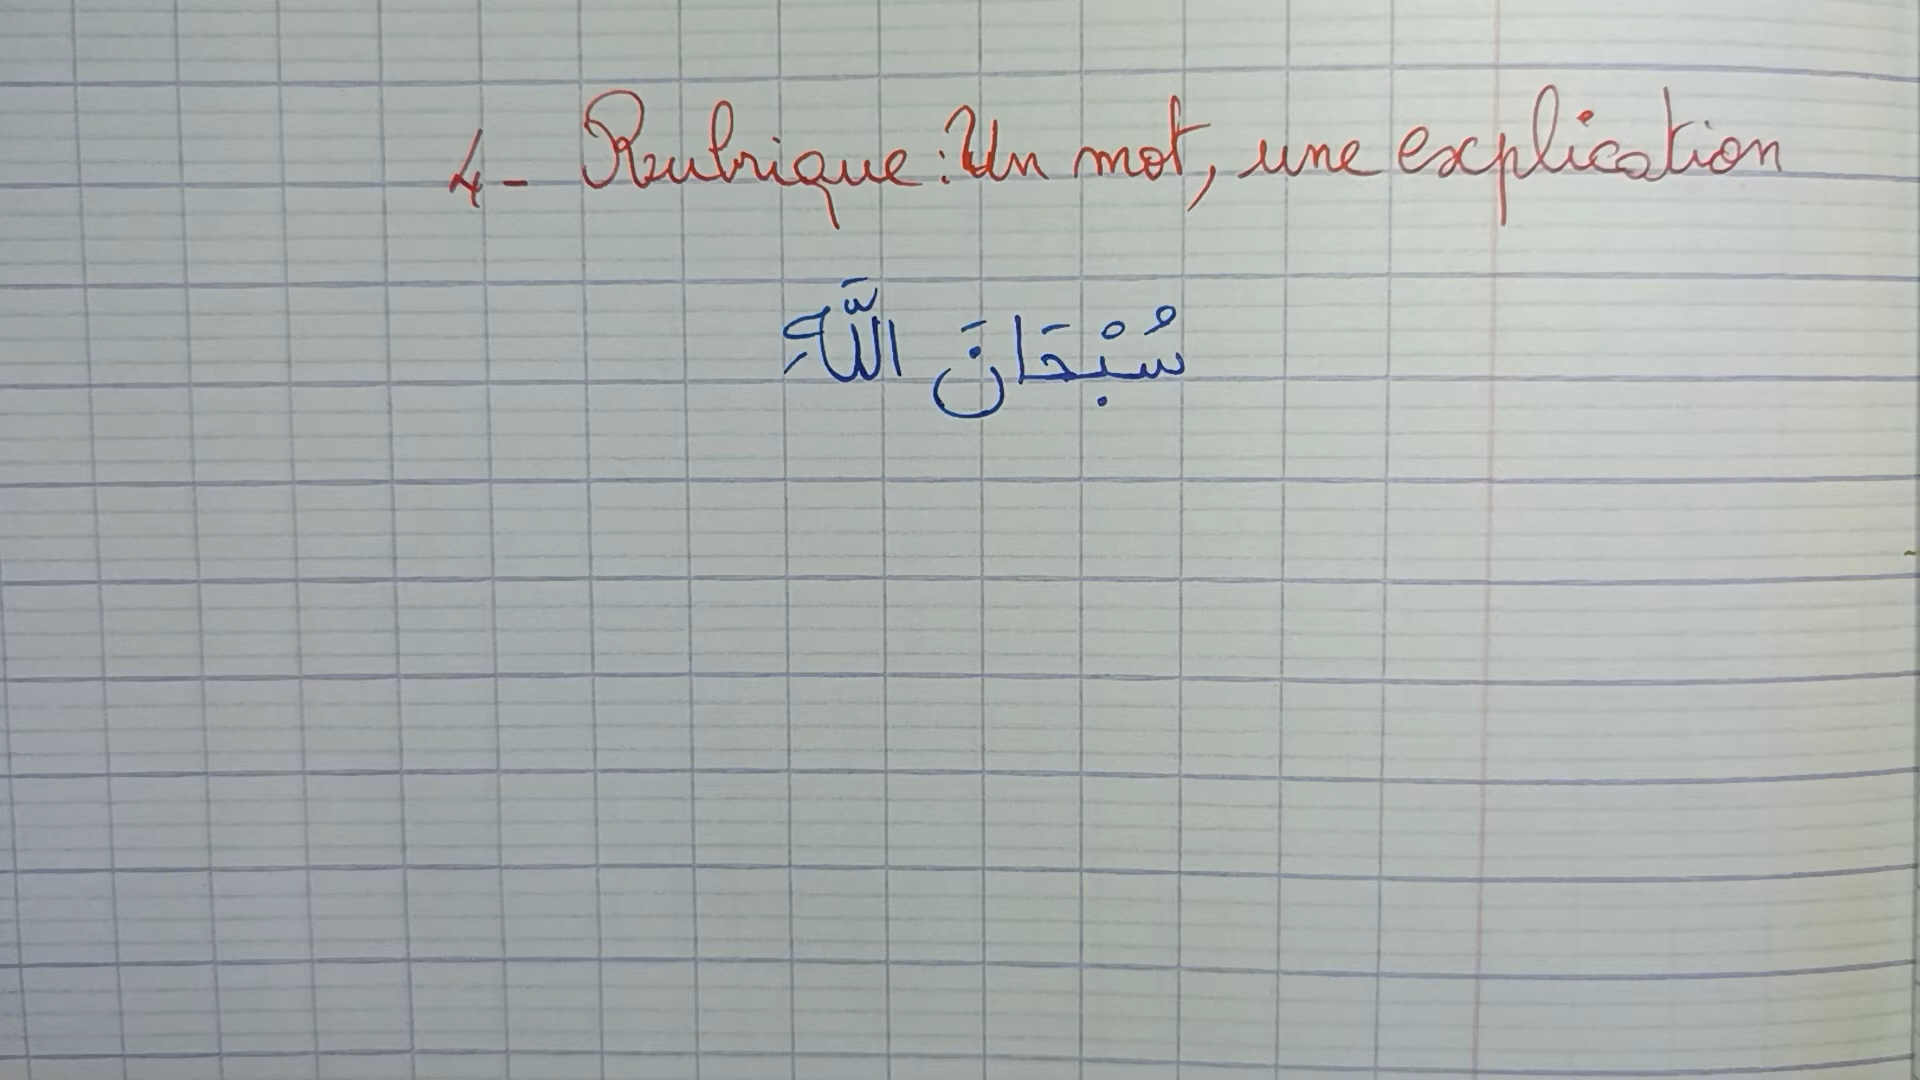 4- Rubrique : Un mot, une explication
سُبْحَانَ اللَّهِ